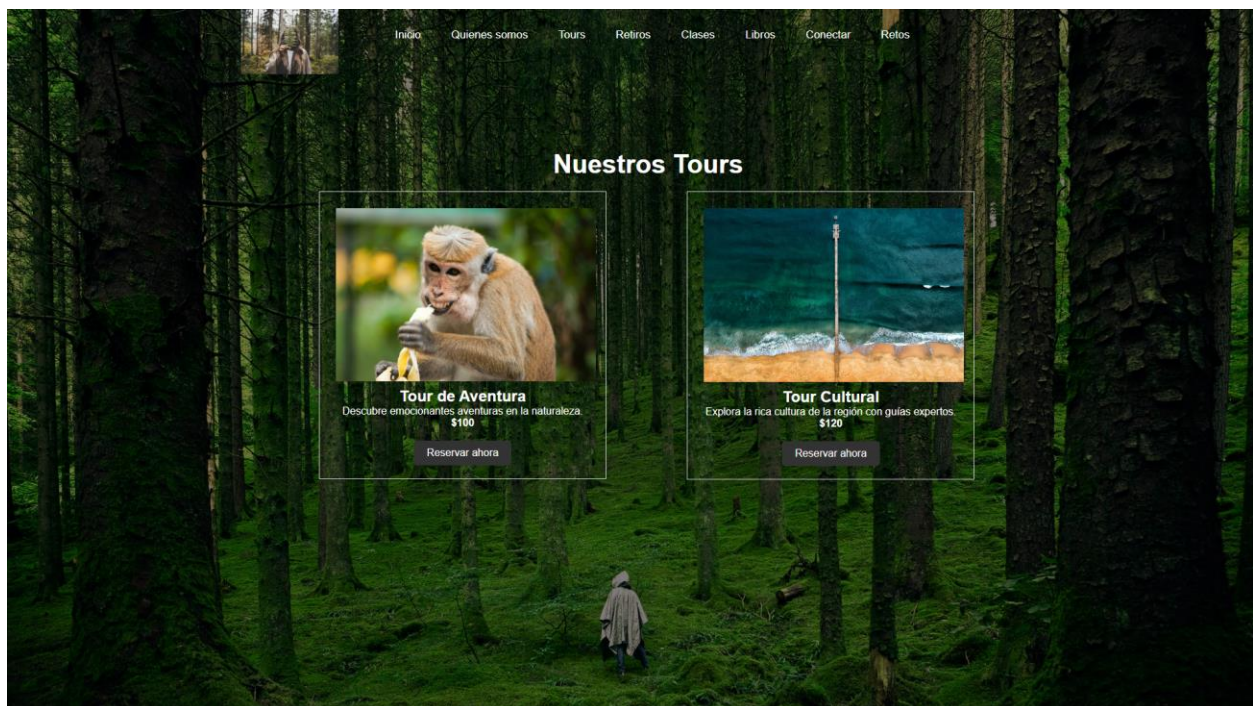 Inicio Quienes somos Tours Retiros Clases Libros Conectar Retos
Nuestros Tours
Tour de Aventura
Descubre emocionantes aventuras en la naturaleza.
$100
Reservar ahora
Tour Cultural
Explora la rica cultura de la región con guías expertos.
$120
Reservar ahora